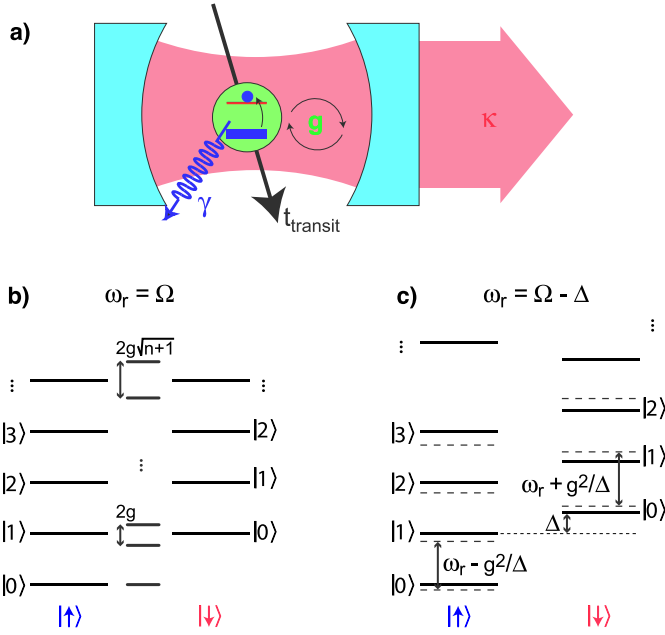 a)
g
κ
γ
t_transit
b)
ω_r = Ω
2g√n+1
⋮
⋮
|3⟩
|2⟩
⋮
|2⟩
|1⟩
2g
|1⟩
|0⟩
|0⟩
|↑⟩
|↓⟩
c)
ω_r = Ω - Δ
⋮
⋮
|2⟩
|3⟩
|1⟩
|2⟩
ω_r + g²/Δ
|0⟩
Δ
|1⟩
ω_r - g²/Δ
|0⟩
|↑⟩
|↓⟩